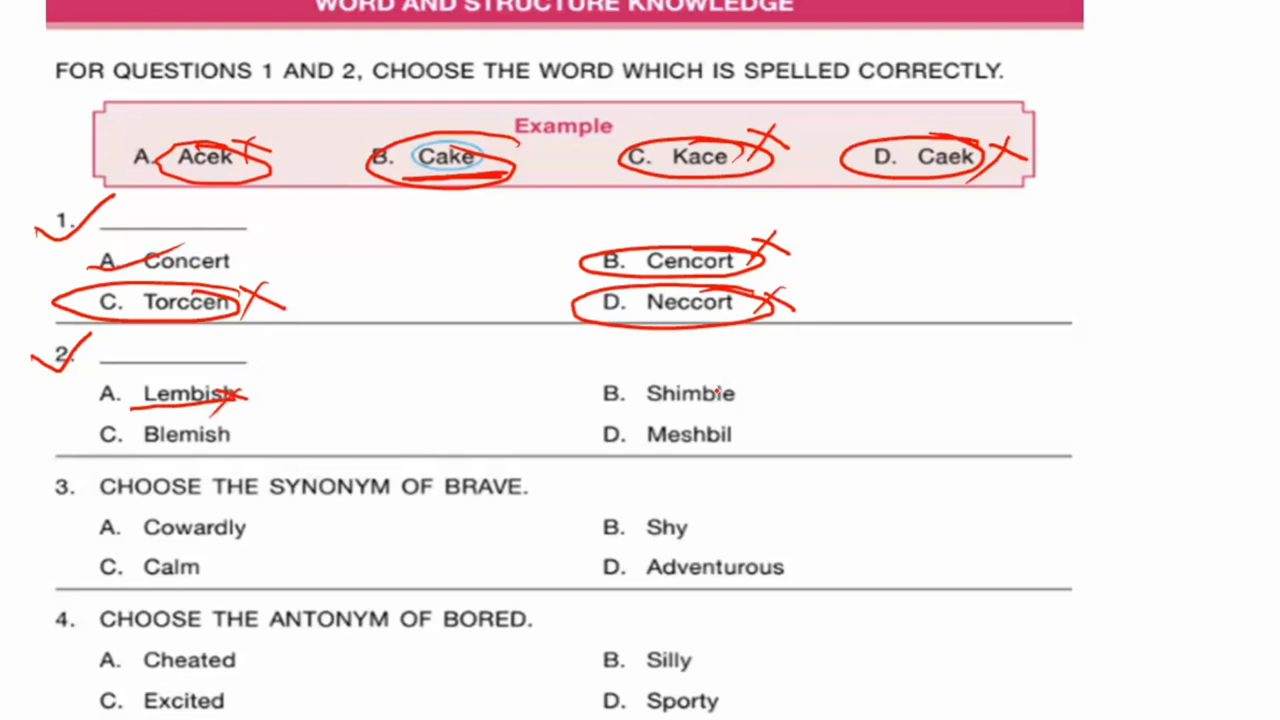 WORD AND STRUCTURE KNOWLEDGE
FOR QUESTIONS 1 AND 2, CHOOSE THE WORD WHICH IS SPELLED CORRECTLY.
Example
A. Acek B. Cake C. Kace D. Caek
1.
A. Concert B. Cencort
C. Torccen D. Neccort
2.
A. Lembish B. Shimble
C. Blemish D. Meshbil
3. CHOOSE THE SYNONYM OF BRAVE.
A. Cowardly B. Shy
C. Calm D. Adventurous
4. CHOOSE THE ANTONYM OF BORED.
A. Cheated B. Silly
C. Excited D. Sporty